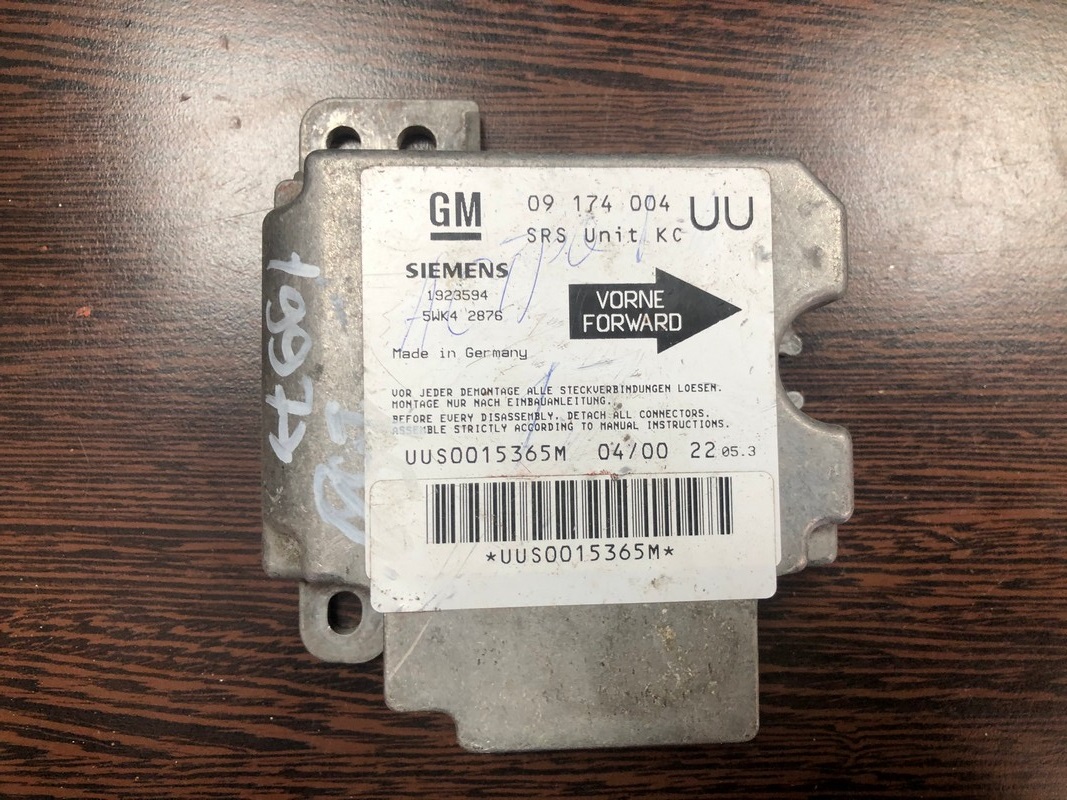 GM 09 174 004 UU
SRS Unit KC
SIEMENS
1923594
5WK4 2876
VORNE
FORWARD
Made in Germany
VOR JEDER DEMONTAGE ALLE STECKVERBINDUNGEN LOESEN.
MONTAGE NUR NACH EINBAUANLEITUNG.
BEFORE EVERY DISASSEMBLY, DETACH ALL CONNECTORS.
ASSEMBLE STRICTLY ACCORDING TO MANUAL INSTRUCTIONS.
UUS0015365M 04/00 22 05.3
*UUS0015365M*